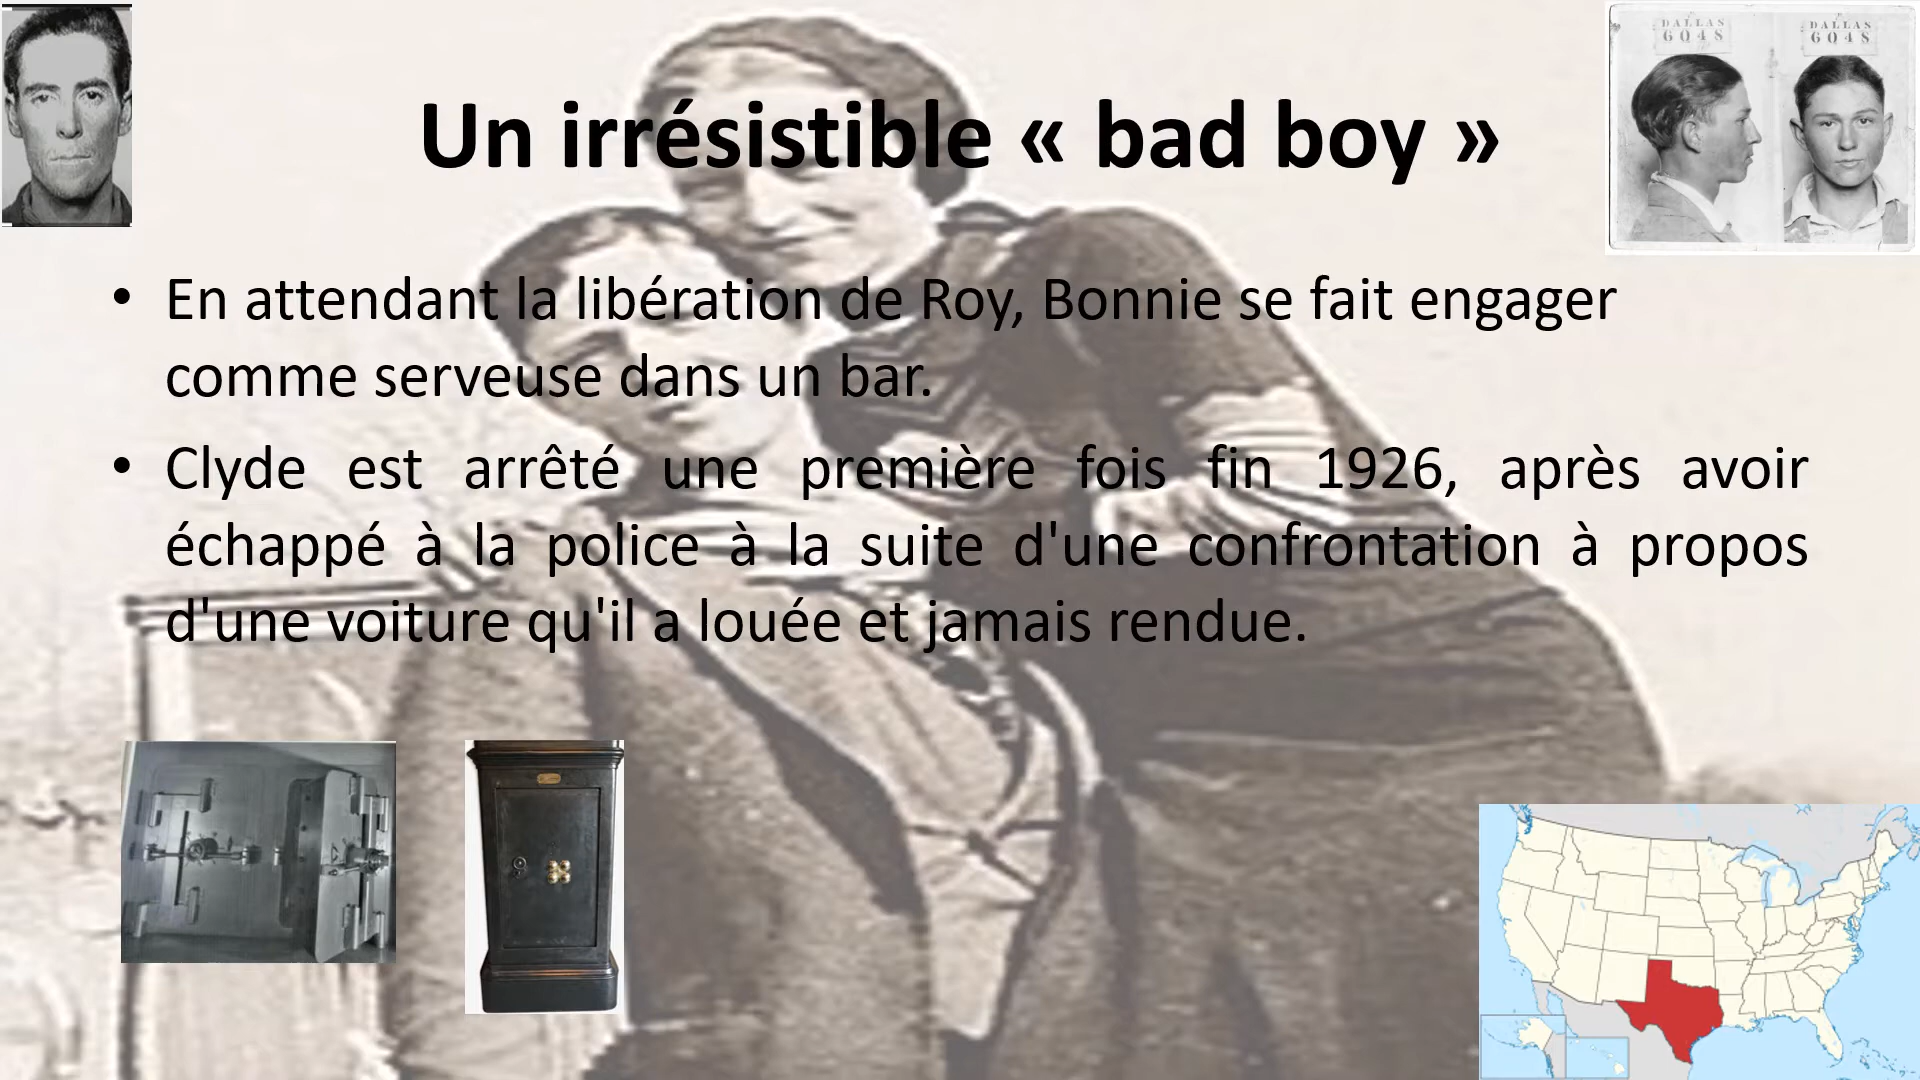 DALLAS
6048
DALLAS
6048
Un irrésistible « bad boy »
• En attendant la libération de Roy, Bonnie se fait engager
comme serveuse dans un bar.
• Clyde est arrêté une première fois fin 1926, après avoir
échappé à la police à la suite d'une confrontation à propos
d'une voiture qu'il a louée et jamais rendue.